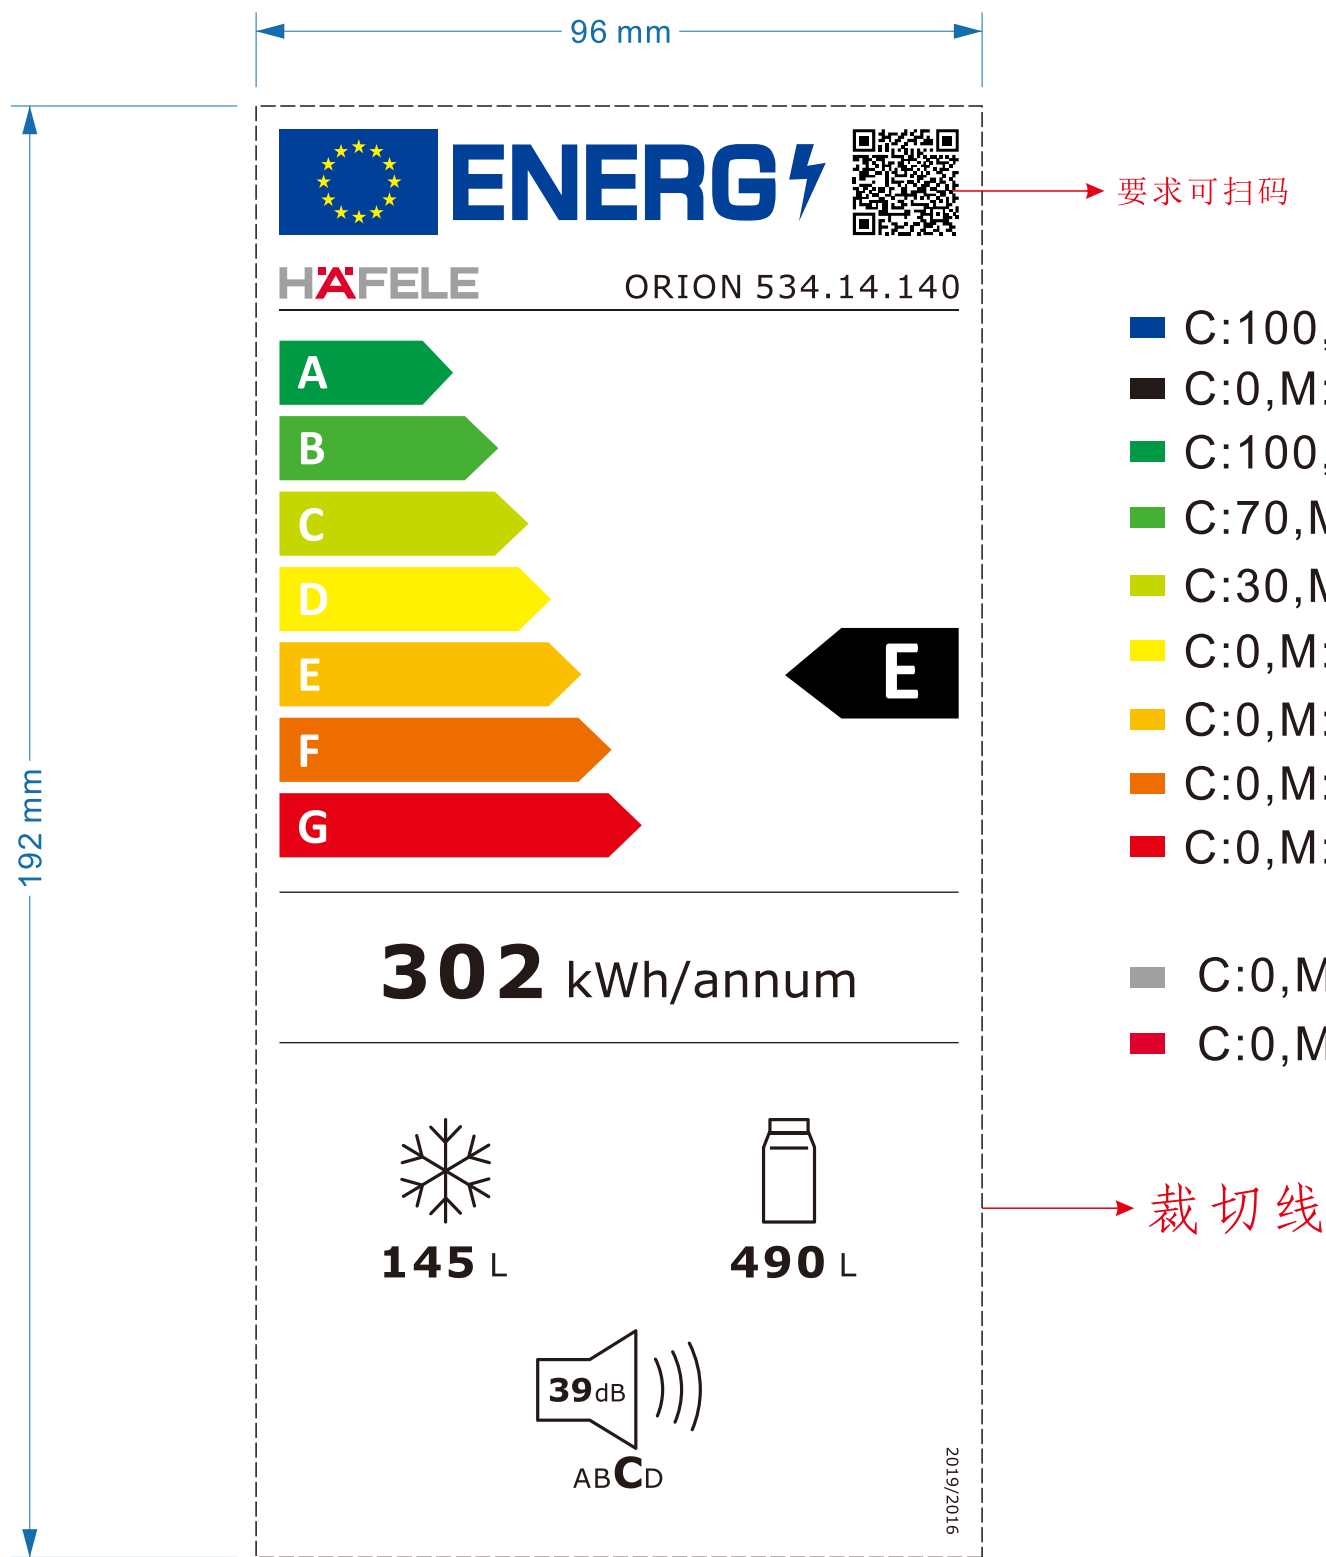 96 mm
ENERG
要求可扫码
HÄFELE
ORION 534.14.140
A
B
C
D
E
F
G
E
192 mm
C:100,
C:0,M:
C:100,
C:70,M
C:30,M
C:0,M:
C:0,M:
C:0,M:
C:0,M:
C:0,M
C:0,M
302 kWh/annum
裁切线
145 L
490 L
39dB
ABCD
2019/2016